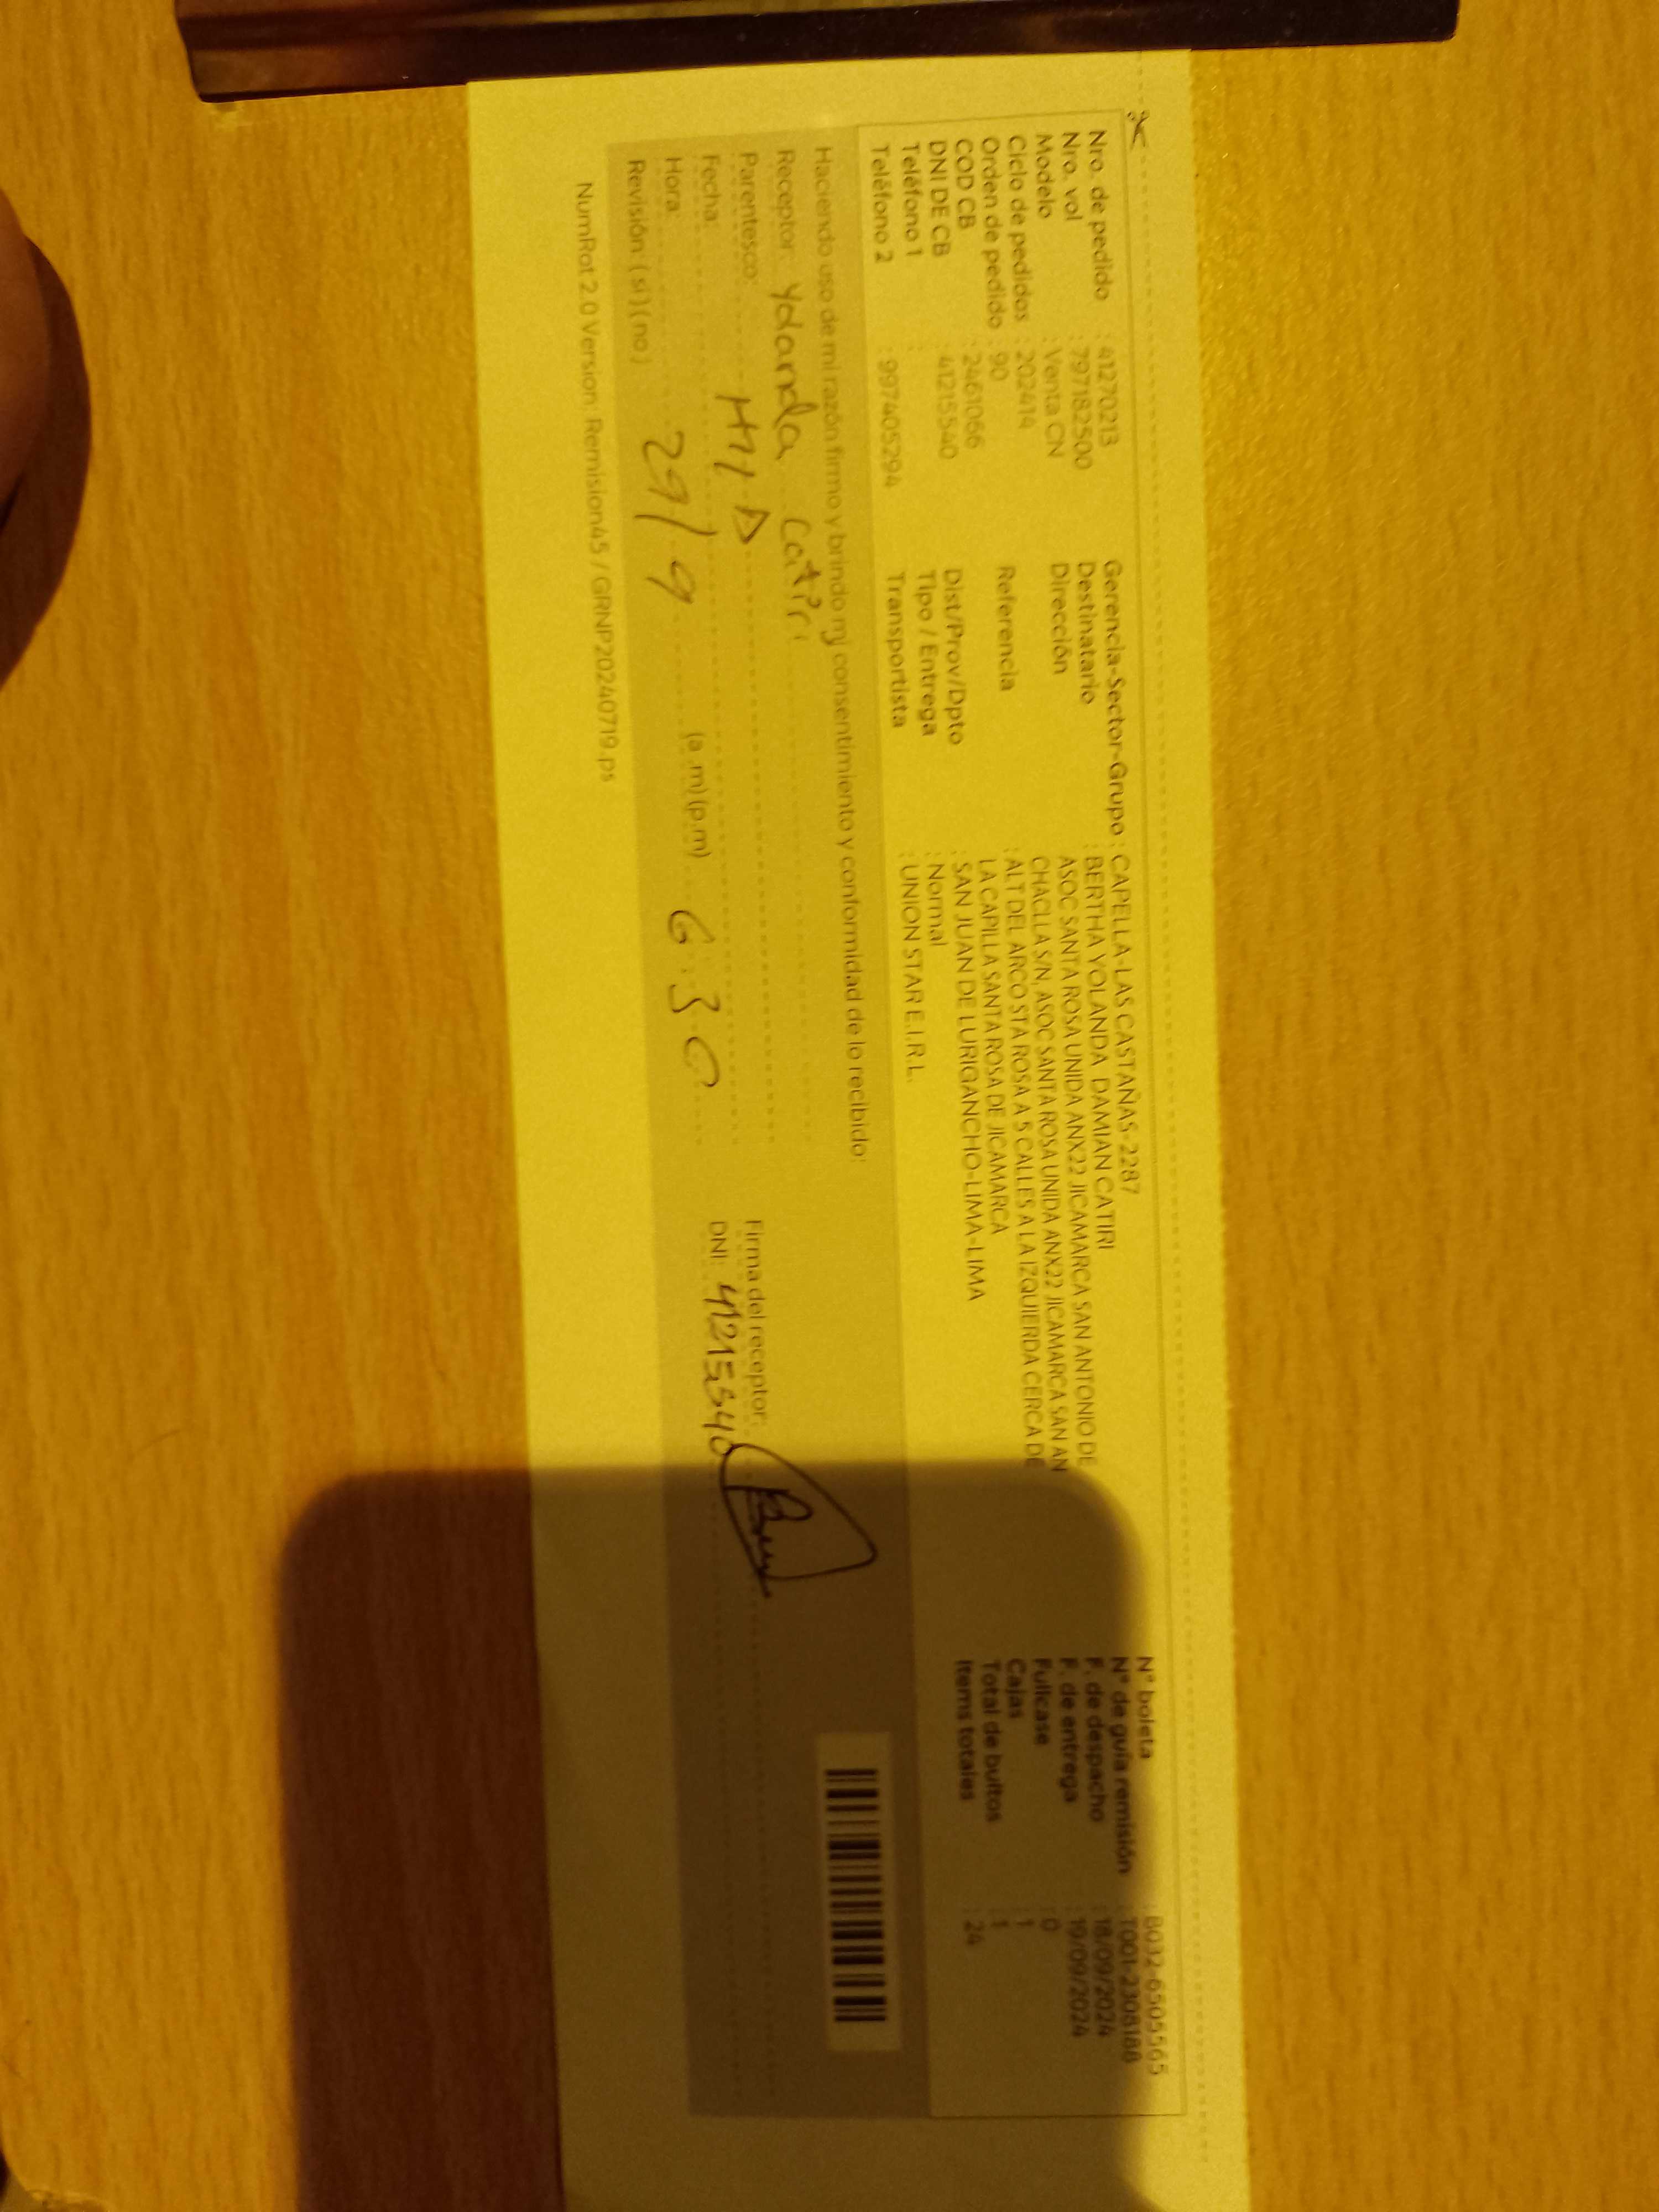 Nro. de pedido : 41270213
Nro. vol : 797182500
Modelo : Venta CN
Ciclo de pedidos : 202414
Orden de pedido : 90
COD CB : 2461066
DNI DE CB : 41215540
Teléfono 1 :
Teléfono 2 : 997405294
Gerencia-Sector-Grupo : CAPELLA-LAS CASTAÑAS-2287
Destinatario : BERTHA YOLANDA DAMIAN CATIRI
Dirección ASOC SANTA ROSA UNIDA ANX22 JICAMARCA SAN ANTONIO DE
CHACLLA S/N, ASOC SANTA ROSA UNIDA ANX22 JICAMARCA SAN AN
Referencia : ALT DEL ARCO STA ROSA A 5 CALLES A LA IZQUIERDA CERCA DE
LA CAPILLA SANTA ROSA DE JICAMARCA
Dist/Prov/Dpto : SAN JUAN DE LURIGANCHO-LIMA-LIMA
Tipo / Entrega : Normal
Transportista : UNION STAR E.I.R.L.
N° boleta B032-6505565
N° de guía remisión T001-2308188
F. de despacho : 18/09/2024
F. de entrega : 19/09/2024
Fullcase : 0
Cajas : 1
Total de bultos : 1
Items totales : 24
Haciendo uso de mi razón firmo y brindo mi consentimiento y conformidad de lo recibido:
Receptor: Yolanda Catiri
Parentesco:
Fecha: 29/9
Hora: (a.m)(p.m) 6:30
Revisión (si)(no)
Firma del receptor:
DNI: 41215540
NumRot 2.0 Version: Remision45 / GRNP20240719.ps